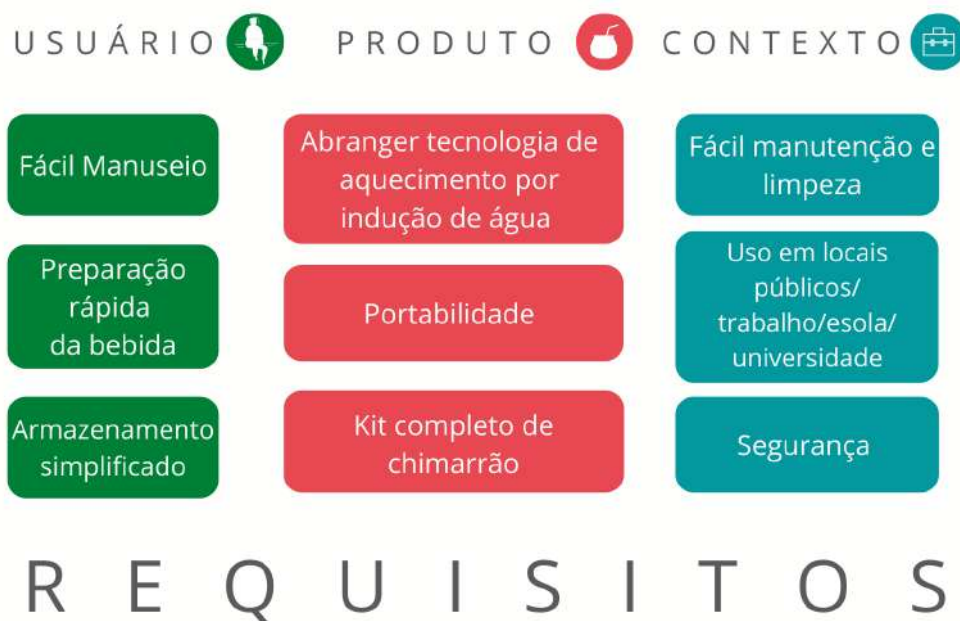 USUÁRIO
PRODUTO
CONTEXTO
Fácil Manuseio
Preparação
rápida
da bebida
Armazenamento
simplificado
Abranger tecnologia de
aquecimento por
indução de água
Portabilidade
Kit completo de
chimarrão
Fácil manutenção e
limpeza
Uso em locais
públicos/
trabalho/esola/
universidade
Segurança
REQUISITOS